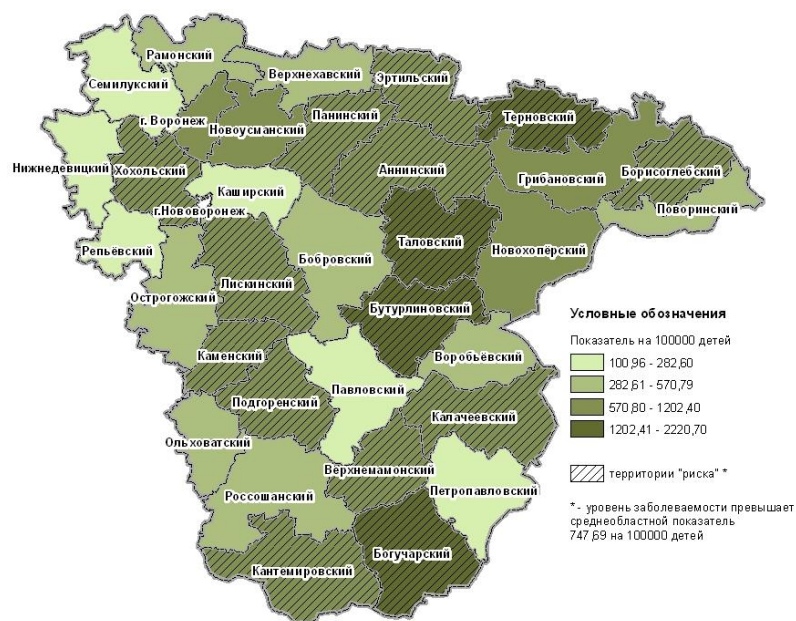 Рамонский
Семилукский
Верхнехавский
Эртильский
Терновский
г. Воронеж
Новоусманский
Панинский
Нижнедевицкий
Хохольский
Каширский
Аннинский
Грибановский
Борисоглебский
Поворинский
г.Нововоронеж
Репьёвский
Таловский
Новохопёрский
Острогожский
Лискинский
Бобровский
Бутурлиновский
Воробьёвский
Каменский
Подгоренский
Павловский
Калачеевский
Ольховатский
Верхнемамонский
Петропавловский
Россошанский
Кантемировский
Богучарский
Условные обозначения
Показатель на 100000 детей
100,96 - 282,60
282,61 - 570,79
570,80 - 1202,40
1202,41 - 2220,70
территории "риска" *
* - уровень заболеваемости превышает
среднеобластной показатель
747,69 на 100000 детей